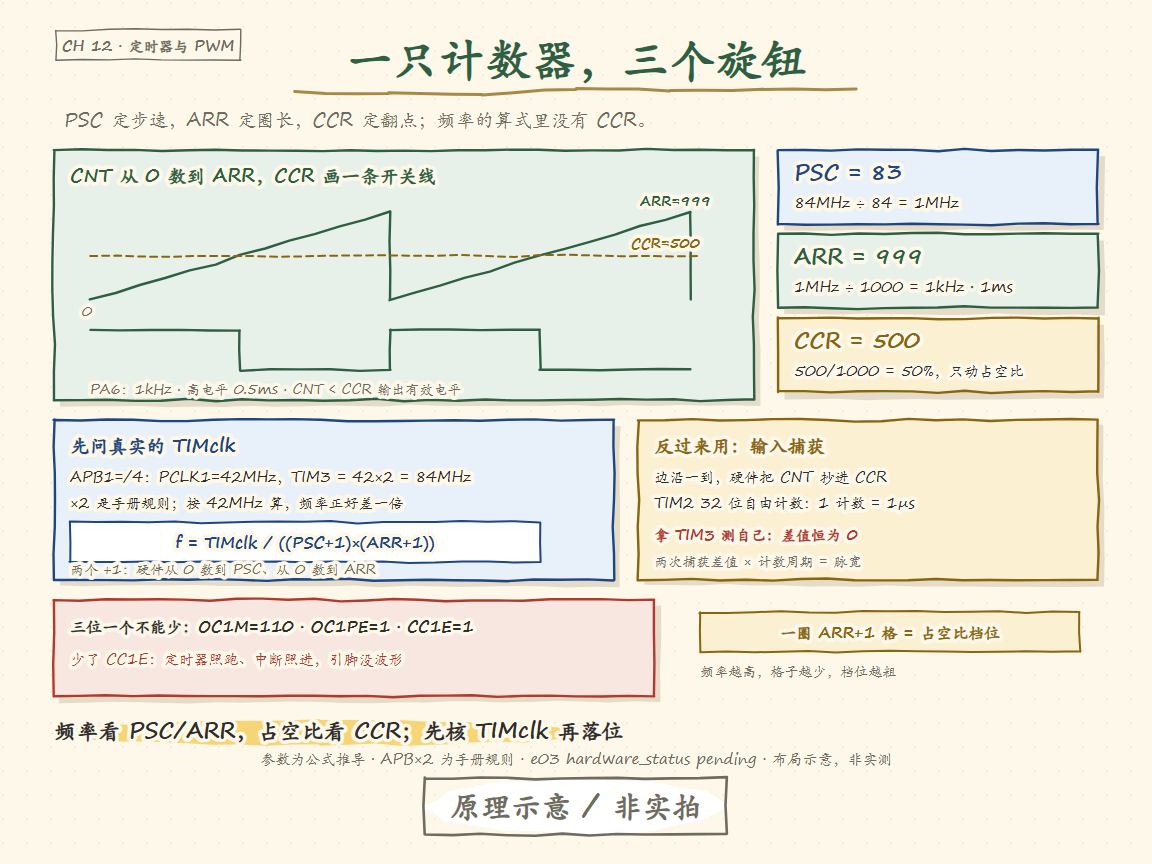 CH 12 · 定时器与 PWM
一只计数器，三个旋钮
PSC 定步速，ARR 定圈长，CCR 定翻点；频率的算式里没有 CCR。
CNT 从 0 数到 ARR，CCR 画一条开关线
ARR=999
CCR=500
0
PA6：1kHz · 高电平 0.5ms · CNT < CCR 输出有效电平
PSC = 83
84MHz ÷ 84 = 1MHz
ARR = 999
1MHz ÷ 1000 = 1kHz · 1ms
CCR = 500
500/1000 = 50%，只动占空比
先问真实的 TIMclk
APB1=/4：PCLK1=42MHz，TIM3 = 42×2 = 84MHz
×2 是手册规则；按 42MHz 算，频率正好差一倍
f = TIMclk / ((PSC+1)×(ARR+1))
两个 +1：硬件从 0 数到 PSC、从 0 数到 ARR
反过来用：输入捕获
边沿一到，硬件把 CNT 抄进 CCR
TIM2 32 位自由计数：1 计数 = 1μs
拿 TIM3 测自己：差值恒为 0
两次捕获差值 × 计数周期 = 脉宽
三位一个不能少：OC1M=110 · OC1PE=1 · CC1E=1
少了 CC1E：定时器照跑、中断照进，引脚没波形
一圈 ARR+1 格 = 占空比档位
频率越高，格子越少，档位越粗
频率看 PSC/ARR，占空比看 CCR；先核 TIMclk 再落位
参数为公式推导 · APB×2 为手册规则 · e03 hardware_status pending · 布局示意，非实测
原理示意 / 非实拍